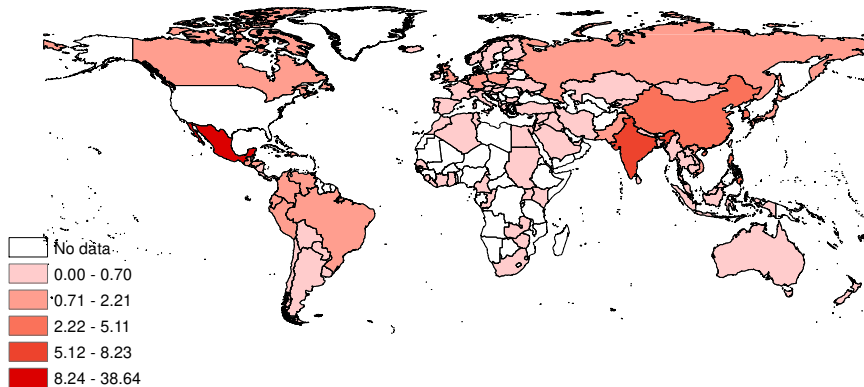 No data
0.00 - 0.70
0.71 - 2.21
2.22 - 5.11
5.12 - 8.23
8.24 - 38.64